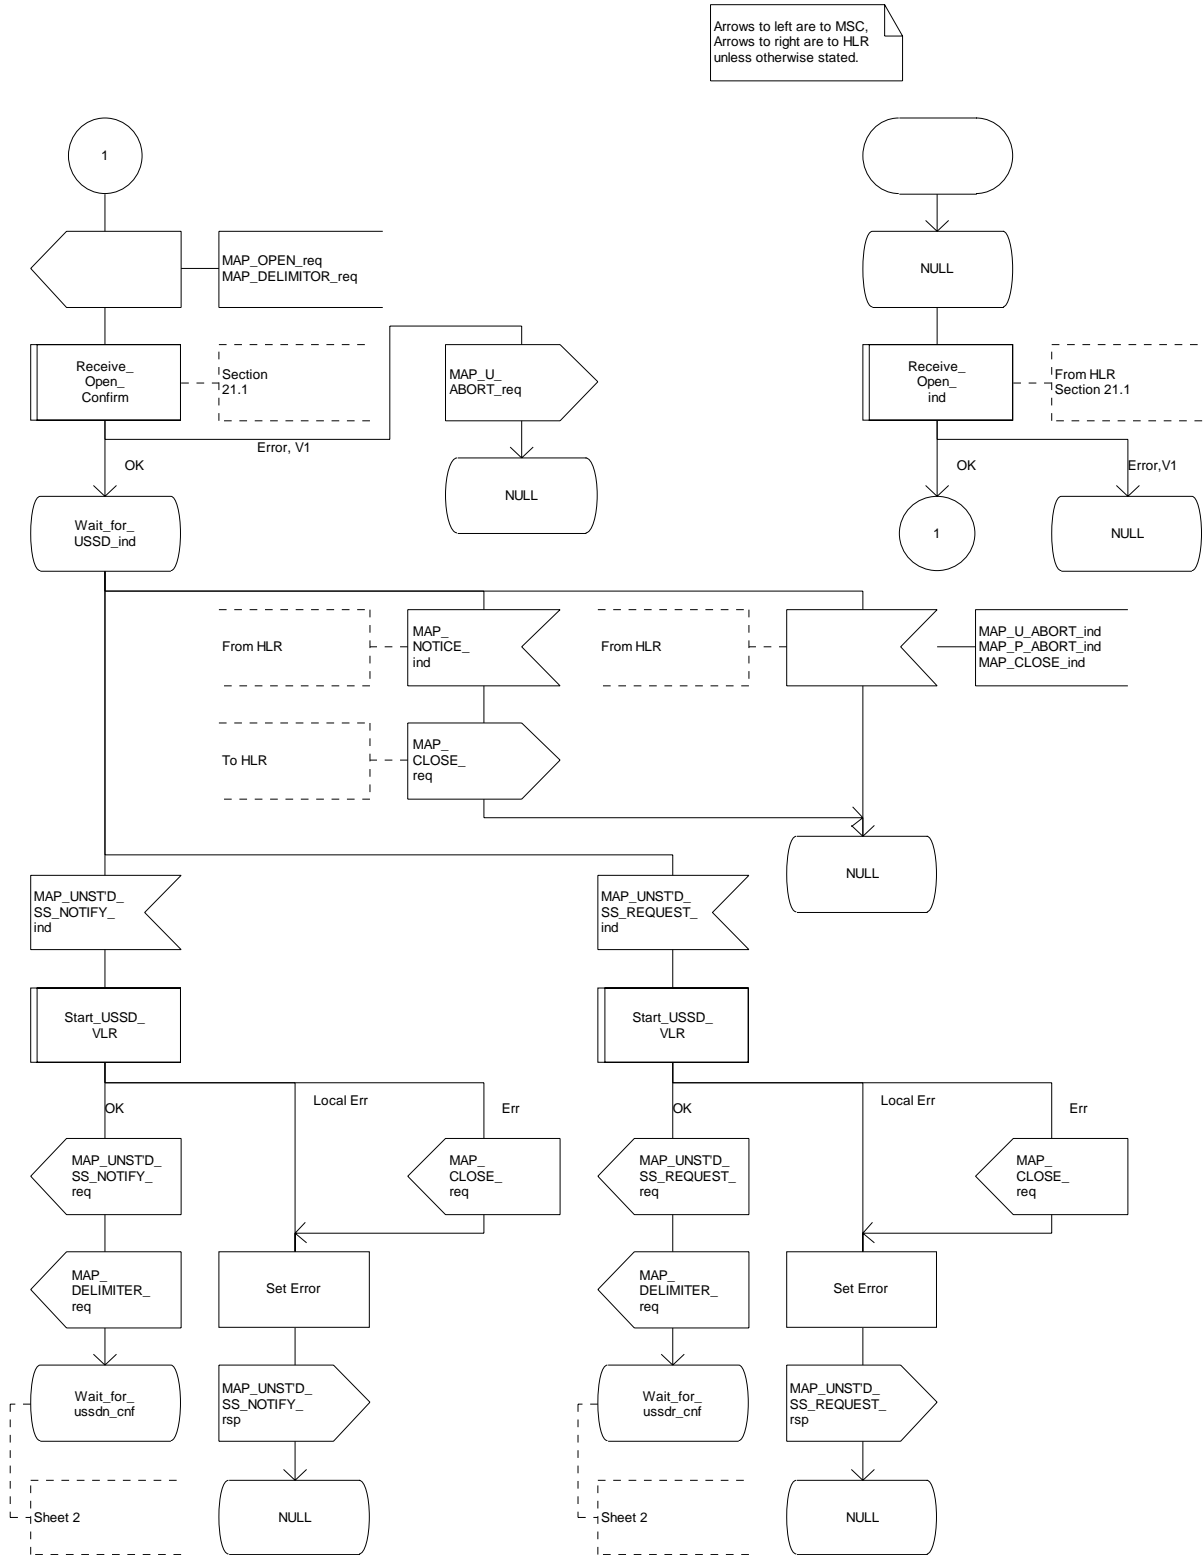 Arrows to left are to MSC,
Arrows to right are to HLR
unless otherwise stated.
1
MAP_OPEN_req
MAP_DELIMITOR_req
NULL
Receive_
Open_
Confirm
Section
21.1
MAP_U_
ABORT_req
Receive_
Open_
ind
From HLR
Section 21.1
Error, V1
OK
NULL
OK
Error,V1
Wait_for_
USSD_ind
1
NULL
From HLR
MAP_
NOTICE_
ind
From HLR
MAP_U_ABORT_ind
MAP_P_ABORT_ind
MAP_CLOSE_ind
To HLR
MAP_
CLOSE_
req
NULL
MAP_UNST'D_
SS_NOTIFY_
ind
MAP_UNST'D_
SS_REQUEST_
ind
Start_USSD_
VLR
Start_USSD_
VLR
OK
Local Err
Err
OK
Local Err
Err
MAP_UNST'D_
SS_NOTIFY_
req
MAP_
CLOSE_
req
MAP_UNST'D_
SS_REQUEST_
req
MAP_
CLOSE_
req
MAP_
DELIMITER_
req
Set Error
MAP_
DELIMITER_
req
Set Error
Wait_for_
ussdn_cnf
MAP_UNST'D_
SS_NOTIFY_
rsp
Wait_for_
ussdr_cnf
MAP_UNST'D_
SS_REQUEST_
rsp
Sheet 2
NULL
Sheet 2
NULL